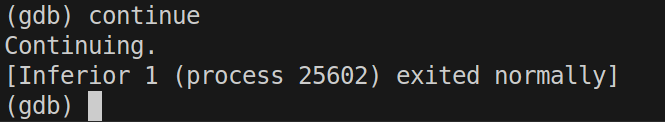 (gdb) continue
Continuing.
[Inferior 1 (process 25602) exited normally]
(gdb)